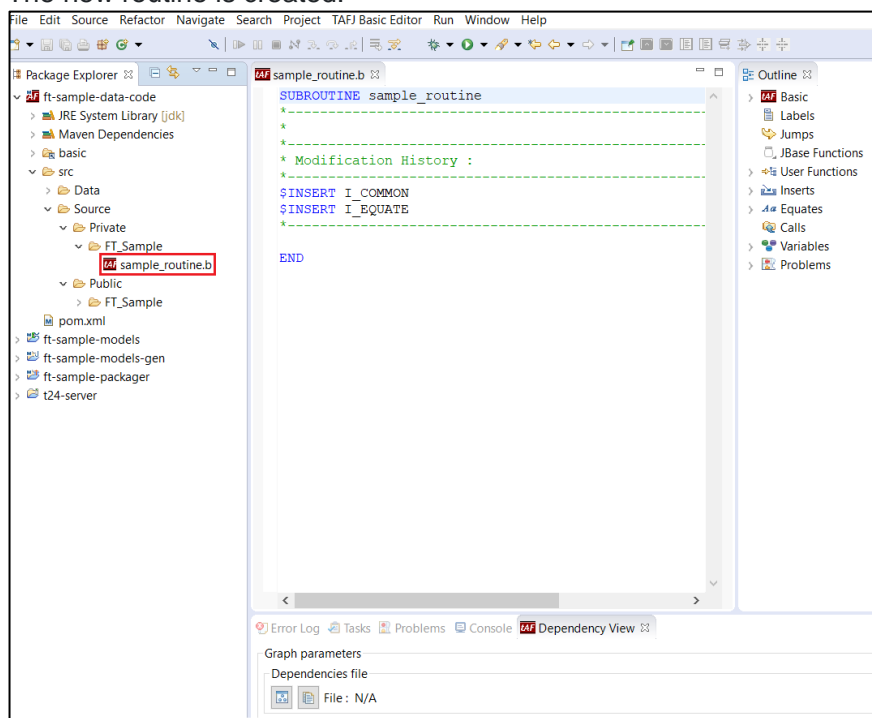 The new routine is created.
File Edit Source Refactor Navigate Search Project TAFJ Basic Editor Run Window Help
Package Explorer
ft-sample-data-code
JRE System Library [jdk]
Maven Dependencies
basic
src
Data
Source
Private
FT_Sample
sample_routine.b
Public
FT_Sample
pom.xml
ft-sample-models
ft-sample-models-gen
ft-sample-packager
t24-server
tAF sample_routine.b
SUBROUTINE sample_routine
*-----------------------------------------------------
*
*-----------------------------------------------------
* Modification History :
*-----------------------------------------------------
$INSERT I_COMMON
$INSERT I_EQUATE
*-----------------------------------------------------
END
Outline
tAF Basic
Labels
Jumps
JBase Functions
User Functions
Inserts
Equates
Calls
Variables
Problems
Error Log Tasks Problems Console tAF Dependency View
Graph parameters
Dependencies file
File : N/A